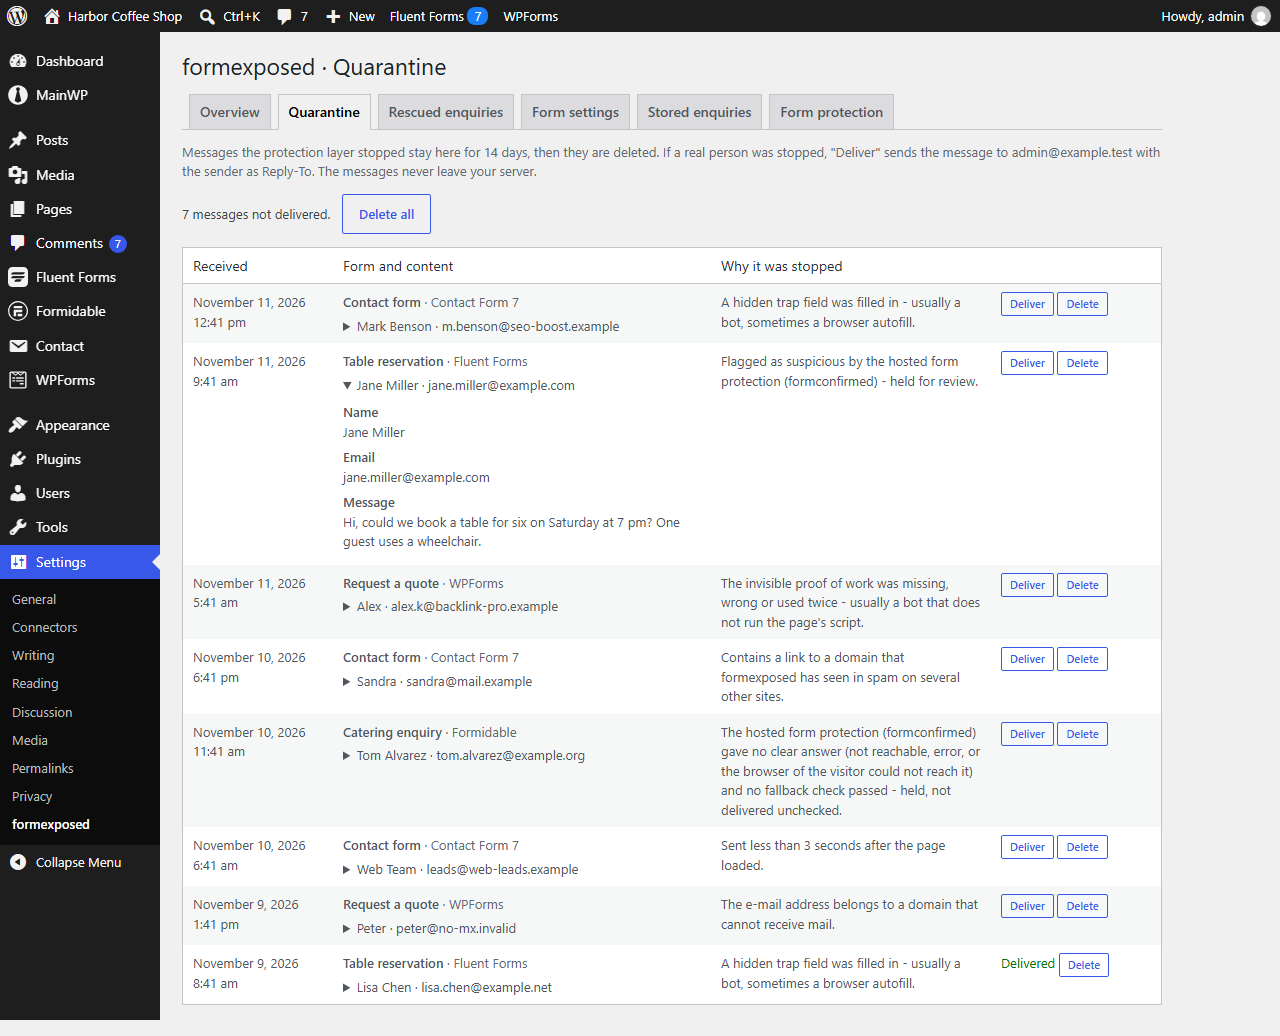 Harbor Coffee Shop Ctrl+K 7 New Fluent Forms 7 WPForms Howdy, admin
Dashboard
MainWP
Posts
Media
Pages
Comments 7
Fluent Forms
Formidable
Contact
WPForms
Appearance
Plugins
Users
Tools
Settings
General
Connectors
Writing
Reading
Discussion
Media
Permalinks
Privacy
formexposed
Collapse Menu
formexposed · Quarantine
Overview Quarantine Rescued enquiries Form settings Stored enquiries Form protection
Messages the protection layer stopped stay here for 14 days, then they are deleted. If a real person was stopped, "Deliver" sends the message to admin@example.test with
the sender as Reply-To. The messages never leave your server.
7 messages not delivered. Delete all
Received Form and content Why it was stopped
November 11, 2026
12:41 pm
Contact form · Contact Form 7
Mark Benson · m.benson@seo-boost.example
A hidden trap field was filled in - usually a
bot, sometimes a browser autofill.
Deliver Delete
November 11, 2026
9:41 am
Table reservation · Fluent Forms
Jane Miller · jane.miller@example.com
Name
Jane Miller
Email
jane.miller@example.com
Message
Hi, could we book a table for six on Saturday at 7 pm? One
guest uses a wheelchair.
Flagged as suspicious by the hosted form
protection (formconfirmed) - held for review.
Deliver Delete
November 11, 2026
5:41 am
Request a quote · WPForms
Alex · alex.k@backlink-pro.example
The invisible proof of work was missing,
wrong or used twice - usually a bot that does
not run the page's script.
Deliver Delete
November 10, 2026
6:41 pm
Contact form · Contact Form 7
Sandra · sandra@mail.example
Contains a link to a domain that
formexposed has seen in spam on several
other sites.
Deliver Delete
November 10, 2026
11:41 am
Catering enquiry · Formidable
Tom Alvarez · tom.alvarez@example.org
The hosted form protection (formconfirmed)
gave no clear answer (not reachable, error, or
the browser of the visitor could not reach it)
and no fallback check passed - held, not
delivered unchecked.
Deliver Delete
November 10, 2026
6:41 am
Contact form · Contact Form 7
Web Team · leads@web-leads.example
Sent less than 3 seconds after the page
loaded.
Deliver Delete
November 9, 2026
1:41 pm
Request a quote · WPForms
Peter · peter@no-mx.invalid
The e-mail address belongs to a domain that
cannot receive mail.
Deliver Delete
November 9, 2026
8:41 am
Table reservation · Fluent Forms
Lisa Chen · lisa.chen@example.net
A hidden trap field was filled in - usually a
bot, sometimes a browser autofill.
Delivered Delete